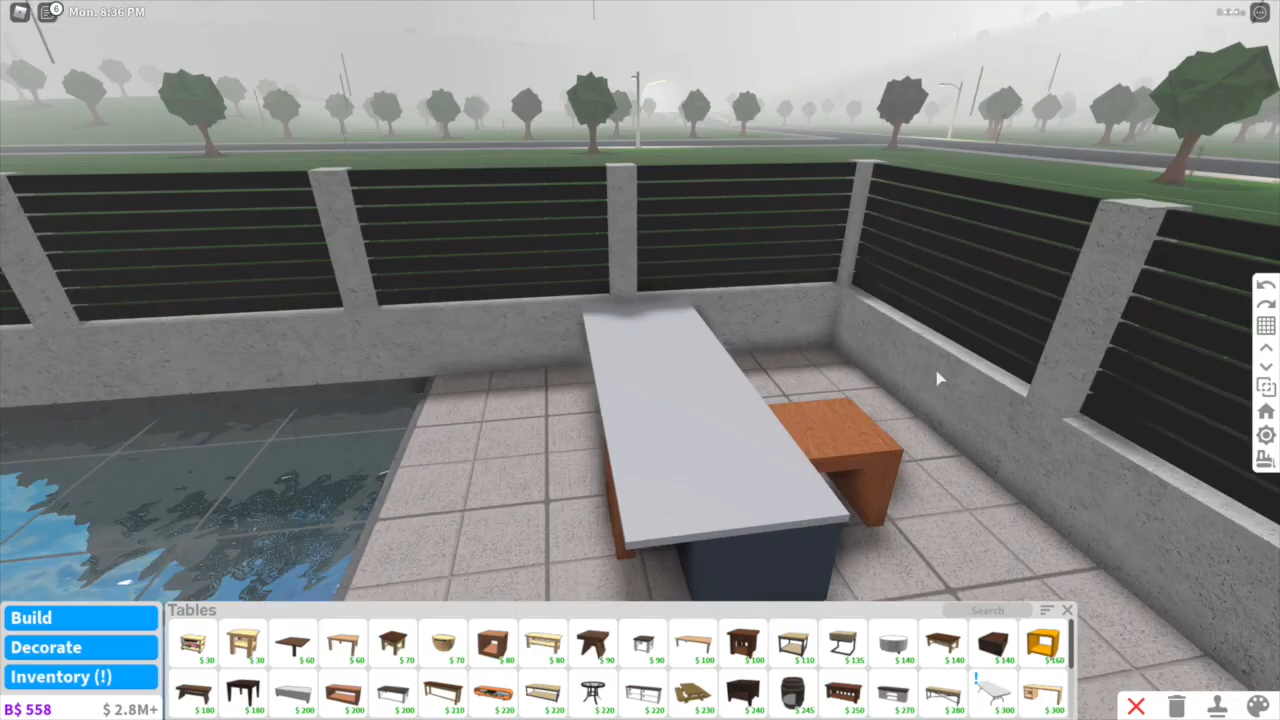 6 Mon. 8:36 PM
Tables
Search
Build
Decorate
Inventory (!)
B$ 558 $ 2.8M+
$ 30 $ 30 $ 60 $ 60 $ 70 $ 70 $ 80 $ 80 $ 90 $ 90 $ 100 $ 100 $ 110 $ 135 $ 140 $ 140 $ 140 $ 160
$ 180 $ 180 $ 200 $ 200 $ 200 $ 210 $ 220 $ 220 $ 220 $ 220 $ 230 $ 240 $ 245 $ 250 $ 270 $ 280 ! $ 300 $ 300